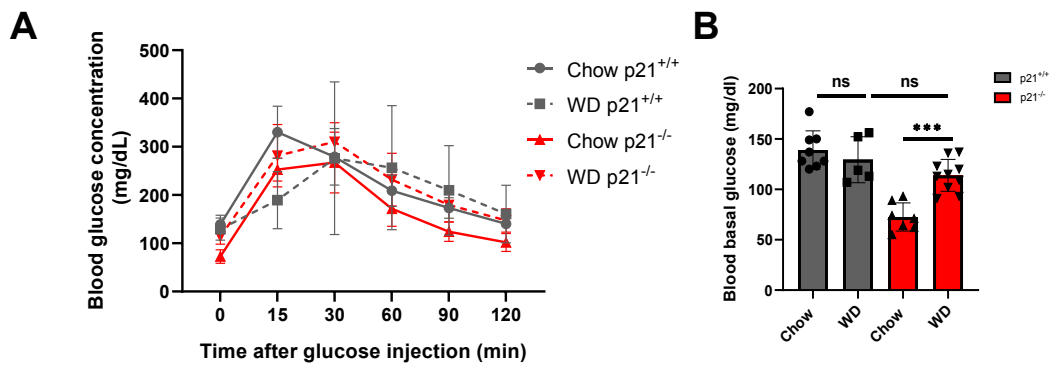 A
Blood glucose concentration
(mg/dL)
500
400
300
200
100
0
0 15 30 60 90 120
Time after glucose injection (min)
Chow p21+/+
WD p21+/+
Chow p21-/-
WD p21-/-
B
Blood basal glucose (mg/dl)
200
150
100
50
0
ns ns
***
Chow WD Chow WD
p21+/+
p21-/-